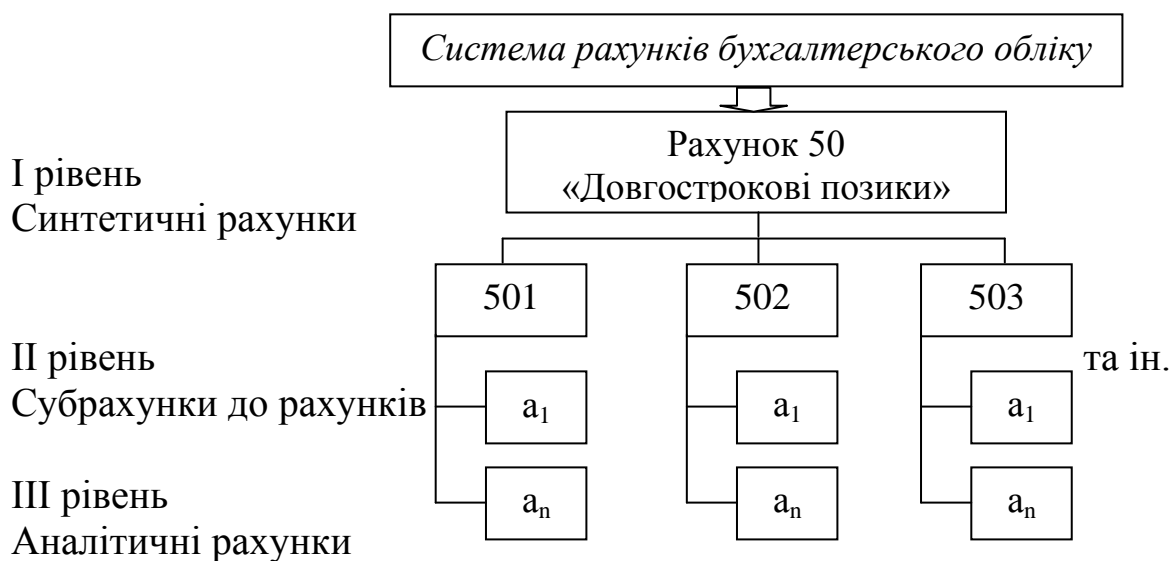 Система рахунків бухгалтерського обліку
Рахунок 50
«Довгострокові позики»
І рівень
Синтетичні рахунки
501
502
503
ІІ рівень
Субрахунки до рахунків
та ін.
a₁
a₁
a₁
ІІІ рівень
Аналітичні рахунки
aₙ
aₙ
aₙ